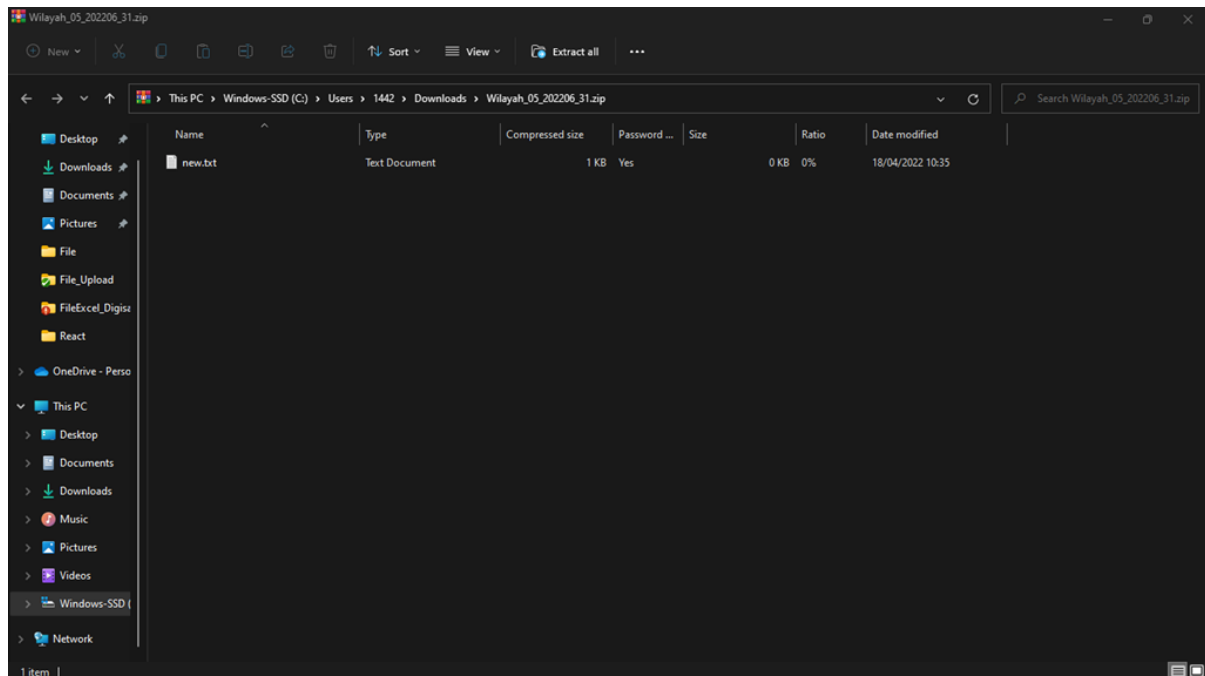 Wilayah_05_202206_31.zip
New
Sort
View
Extract all
This PC > Windows-SSD (C:) > Users > 1442 > Downloads > Wilayah_05_202206_31.zip
Search Wilayah_05_202206_31.zip
Name Type Compressed size Password ... Size Ratio Date modified
new.txt Text Document 1 KB Yes 0 KB 0% 18/04/2022 10:35
Desktop
Downloads
Documents
Pictures
File
File_Upload
FileExcel_Digisa
React
OneDrive - Perso
This PC
Desktop
Documents
Downloads
Music
Pictures
Videos
Windows-SSD (
Network
1 item